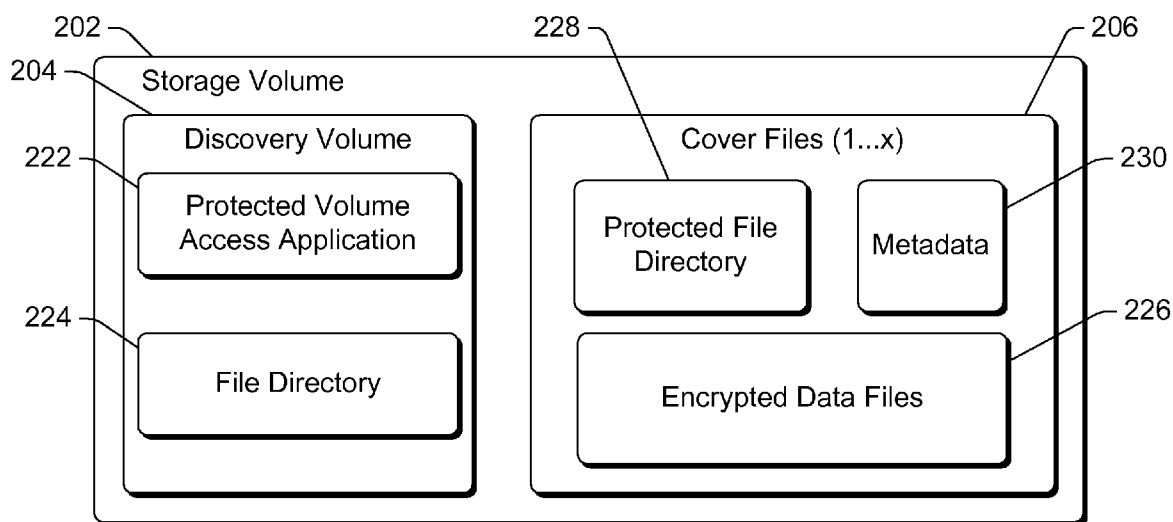 202
228
206
204
Storage Volume
Discovery Volume
Cover Files (1...x)
222
230
Protected Volume
Access Application
Protected File
Directory
Metadata
224
226
File Directory
Encrypted Data Files